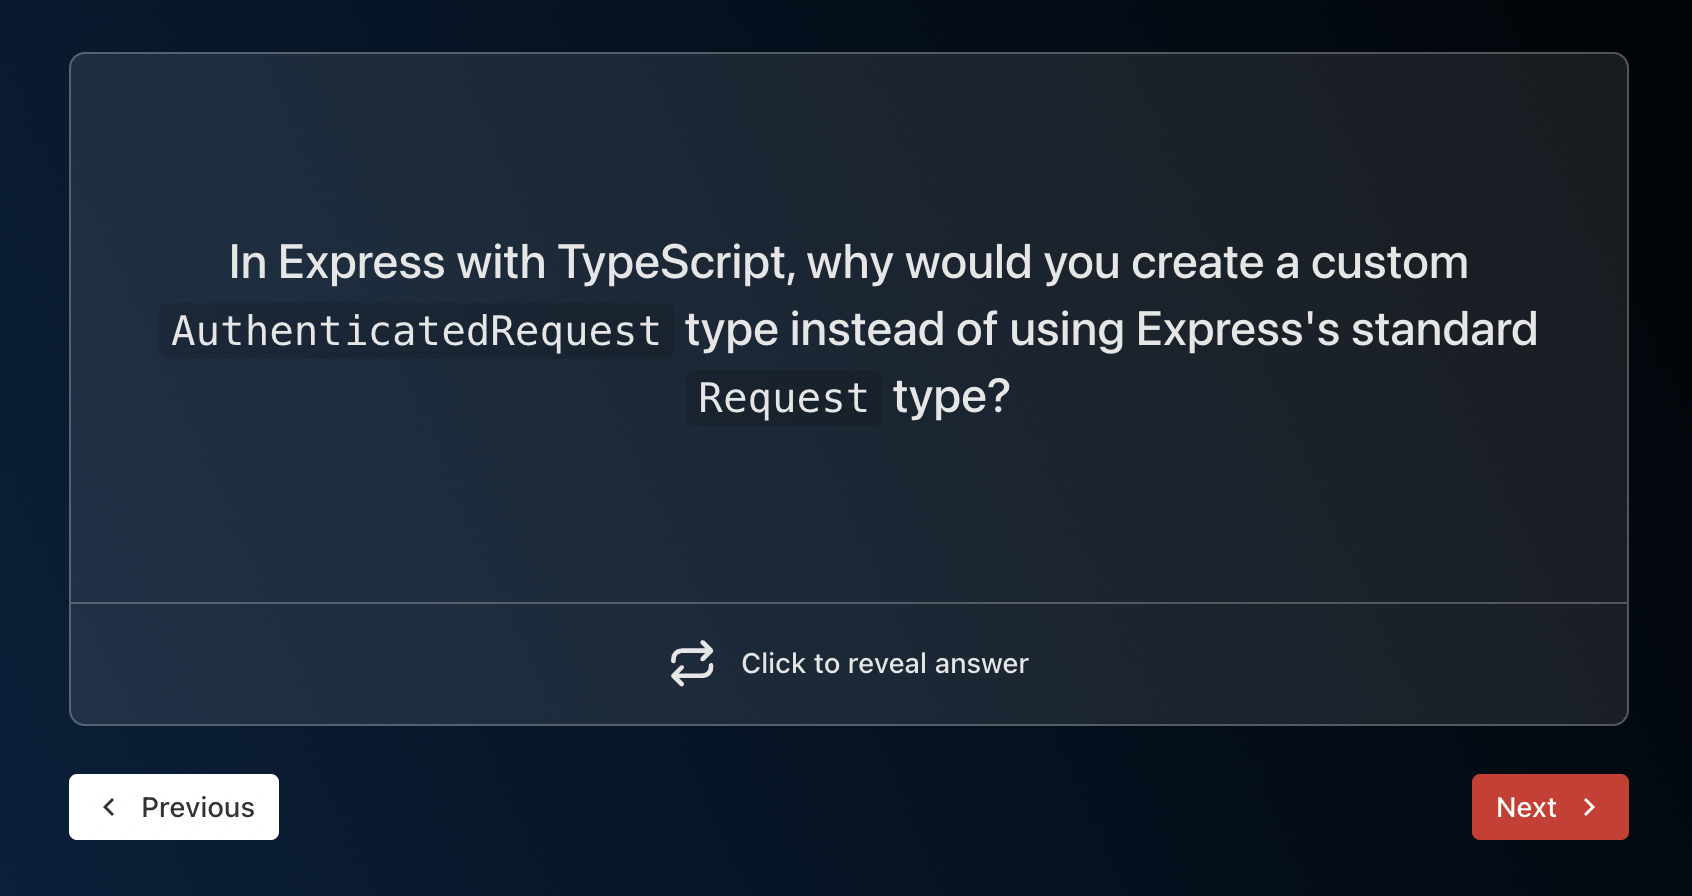 In Express with TypeScript, why would you create a custom
AuthenticatedRequest type instead of using Express's standard
Request type?
Click to reveal answer
Previous
Next